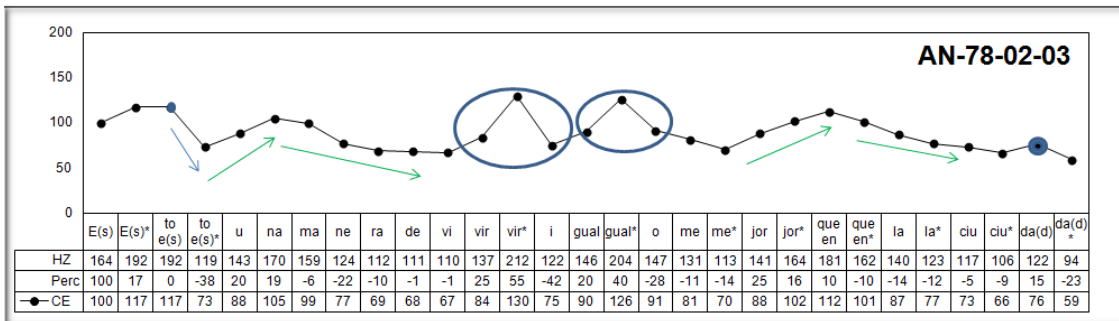 AN-78-02-03
200
150
100
50
0
E(s) E(s)* to e(s) to e(s)* u na ma ne ra de vi vir vir* i gual gual* o me me* jor jor* que en que en* la la* ciu ciu* da(d) da(d)*
HZ 164 192 192 119 143 170 159 124 112 111 110 137 212 122 146 204 147 131 113 141 164 181 162 140 123 117 106 122 94
Perc 100 17 0 -38 20 19 -6 -22 -10 -1 -1 25 55 -42 20 40 -28 -11 -14 25 16 10 -10 -14 -12 -5 -9 15 -23
CE 100 117 117 73 88 105 99 77 69 68 67 84 130 75 90 126 91 81 70 88 102 112 101 87 77 73 66 76 59